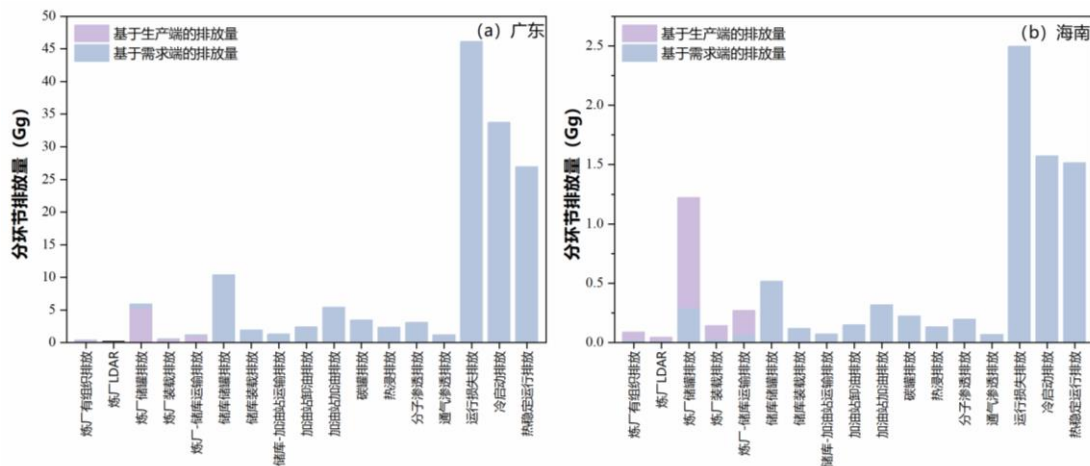 (a) 广东
基于生产端的排放量
基于需求端的排放量
分环节排放量（Gg）
50
45
40
35
30
25
20
15
10
5
0
炼厂有组织排放
炼厂LDAR
炼厂储罐排放
炼厂装载排放
炼厂-储库运输排放
储库储罐排放
储库装载排放
储库-加油站运输排放
加油站卸油排放
加油站加油排放
碳罐排放
热浸排放
分子渗透排放
通气渗透排放
运行损失排放
冷启动排放
热稳定运行排放
(b) 海南
基于生产端的排放量
基于需求端的排放量
分环节排放量（Gg）
2.5
2.0
1.5
1.0
0.5
0.0
炼厂有组织排放
炼厂LDAR
炼厂储罐排放
炼厂装载排放
炼厂-储库运输排放
储库储罐排放
储库装载排放
储库-加油站运输排放
加油站卸油排放
加油站加油排放
碳罐排放
热浸排放
分子渗透排放
通气渗透排放
运行损失排放
冷启动排放
热稳定运行排放